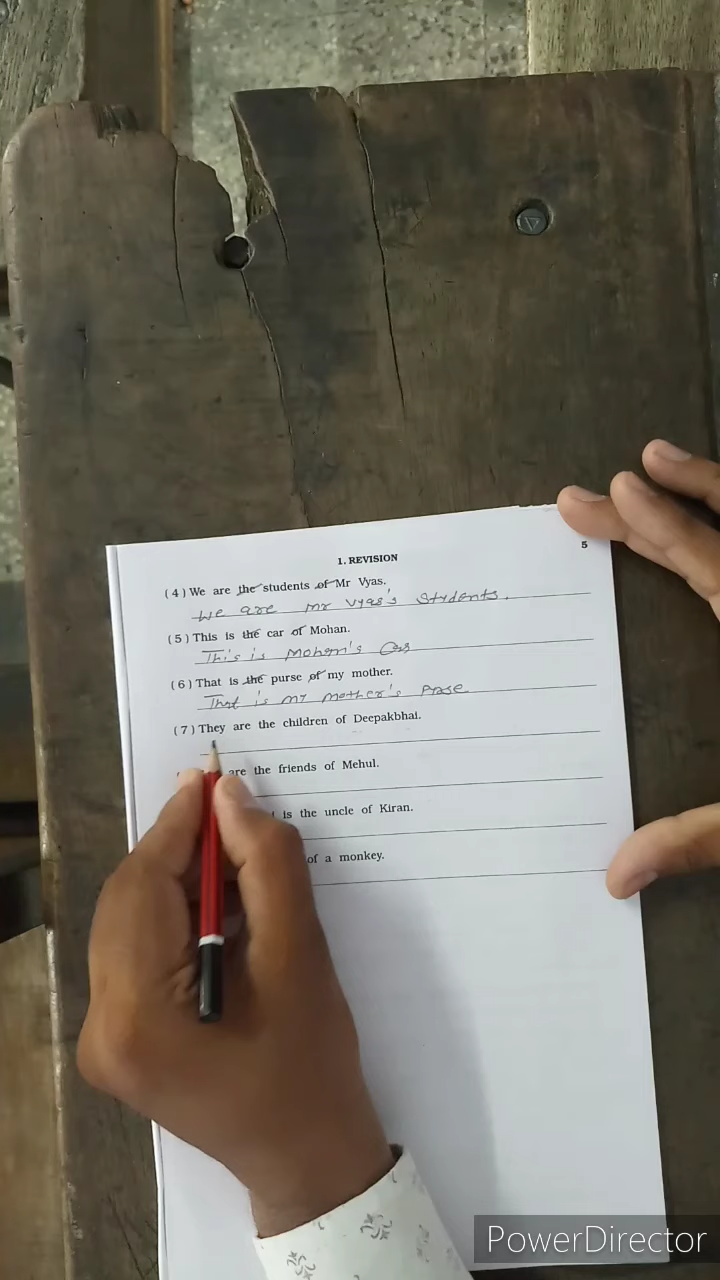 1. REVISION
5
( 4 ) We are the students of Mr Vyas.
We are mr vyas's students.
( 5 ) This is the car of Mohan.
This is Mohan's Car
( 6 ) That is the purse of my mother.
That is my mother's prse
( 7 ) They are the children of Deepakbhai.
are the friends of Mehul.
is the uncle of Kiran.
of a monkey.
PowerDirector